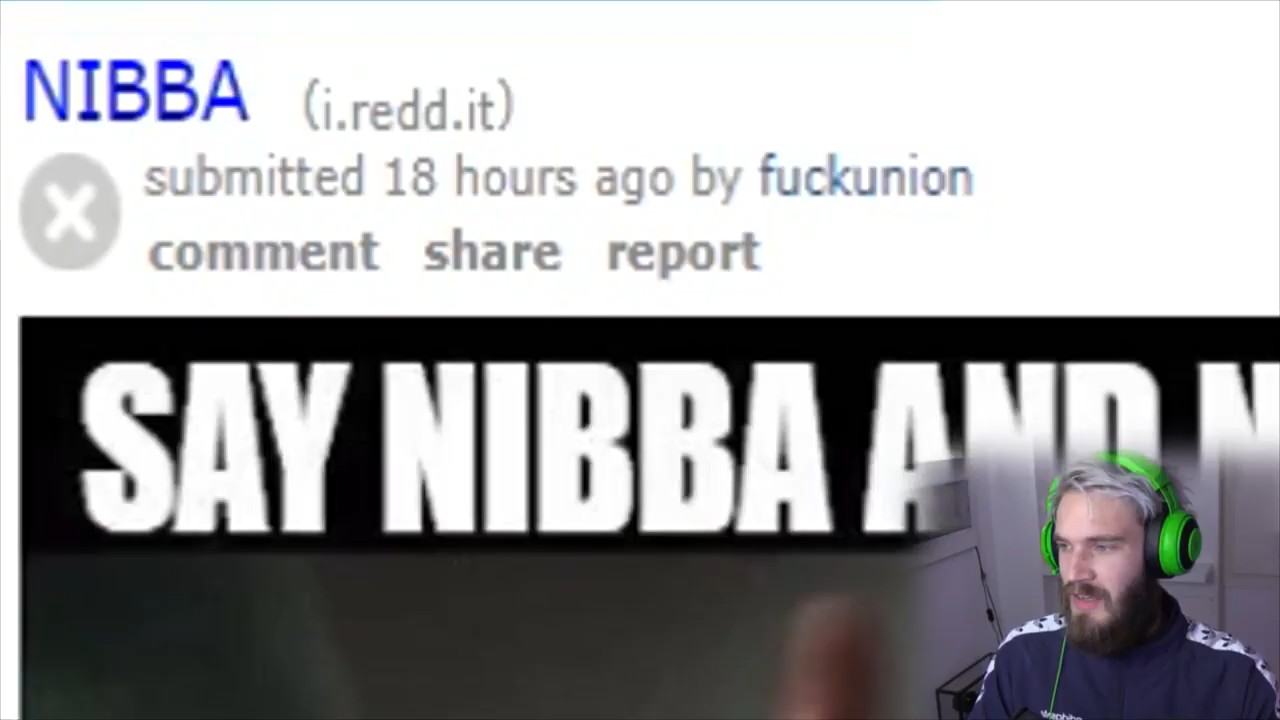 NIBBA (i.redd.it)
submitted 18 hours ago by fuckunion
comment share report
SAY NIBBA AND